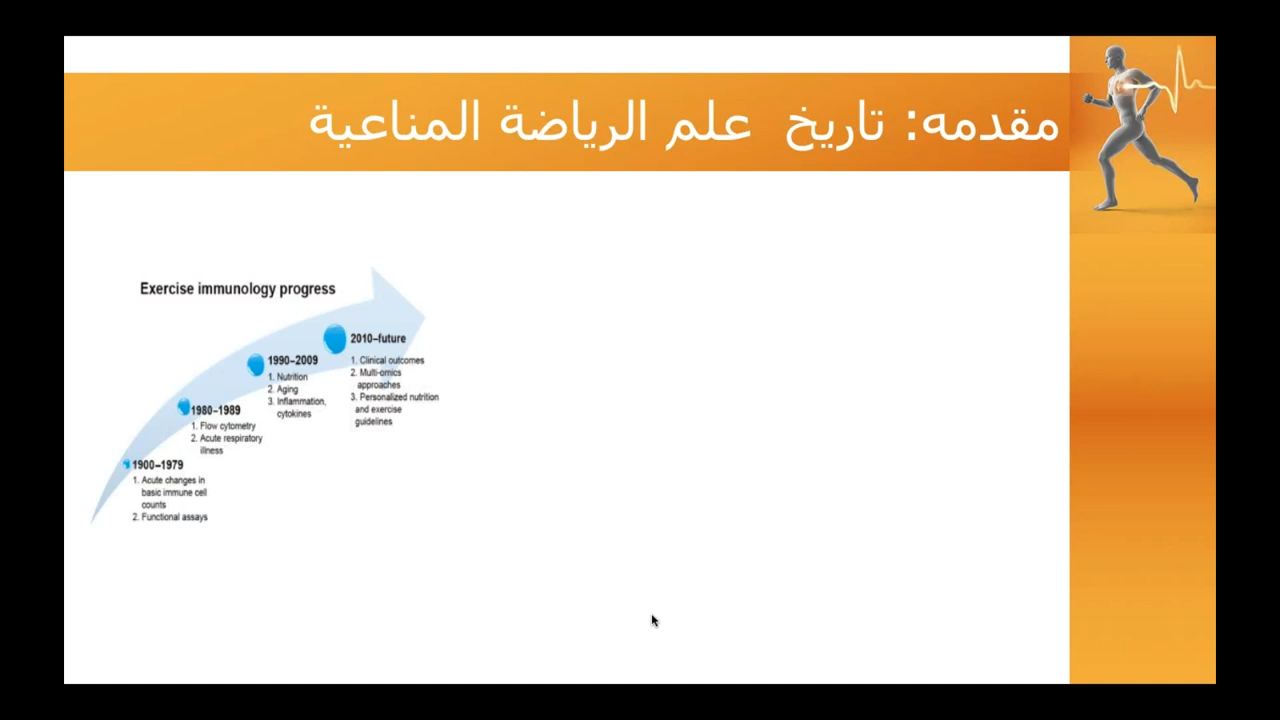 مقدمه: تاريخ علم الرياضة المناعية
Exercise immunology progress
2010–future
1. Clinical outcomes
2. Multi-omics
approaches
3. Personalized nutrition
and exercise
guidelines
1990–2009
1. Nutrition
2. Aging
3. Inflammation,
cytokines
1980–1989
1. Flow cytometry
2. Acute respiratory
illness
1900–1979
1. Acute changes in
basic immune cell
counts
2. Functional assays